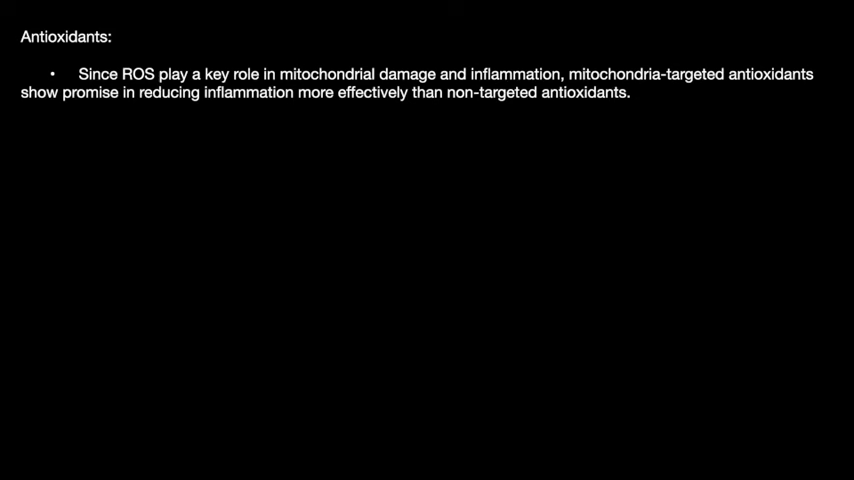 Antioxidants:
• Since ROS play a key role in mitochondrial damage and inflammation, mitochondria-targeted antioxidants
show promise in reducing inflammation more effectively than non-targeted antioxidants.